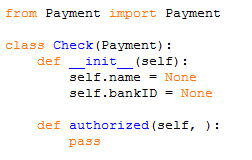 from Payment import Payment
class Check(Payment):
    def __init__(self):
        self.name = None
        self.bankID = None
    def authorized(self, ):
        pass